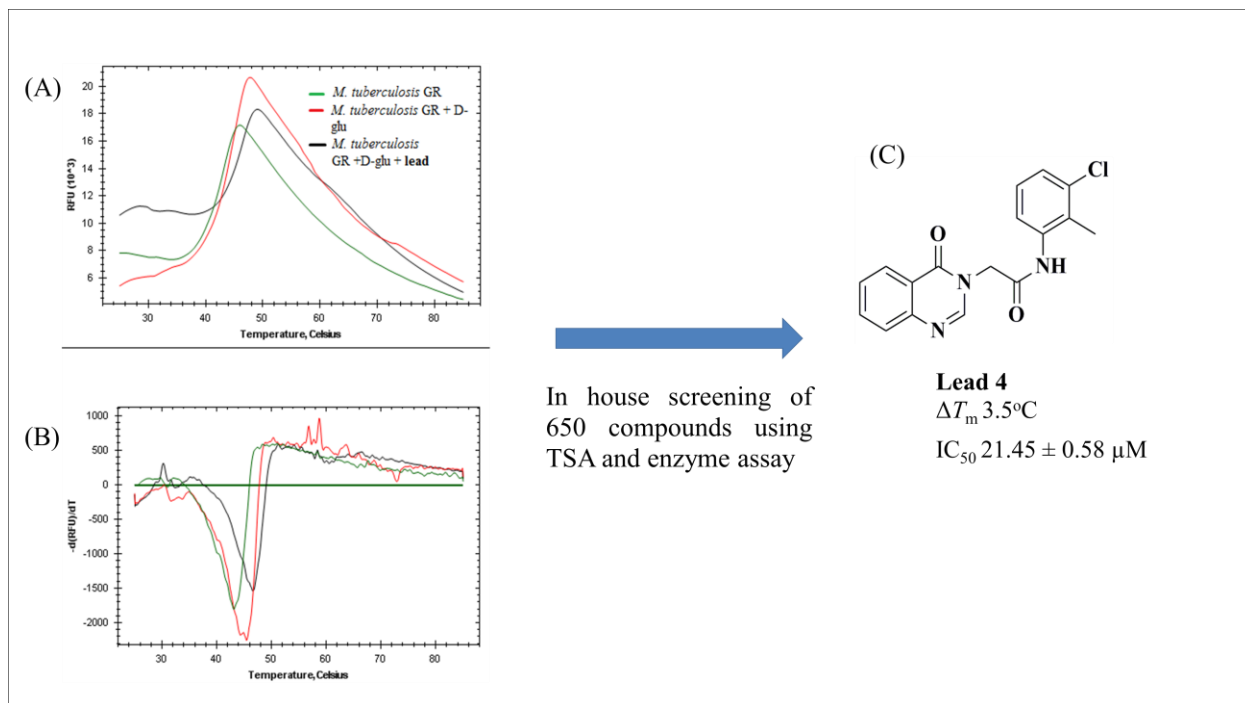 (A)
20
18
16
14
12
10
8
6
RFU (10^3)
M. tuberculosis GR
M. tuberculosis GR + D-
glu
M. tuberculosis
GR +D-glu + lead
30 40 50 60 70 80
Temperature, Celsius
(B)
1000
500
0
-500
-1000
-1500
-2000
-d(RFU)/dT
30 40 50 60 70 80
Temperature, Celsius
In house screening of
650 compounds using
TSA and enzyme assay
(C)
Cl
O
N
NH
N
O
Lead 4
ΔTm 3.5°C
IC50 21.45 ± 0.58 µM